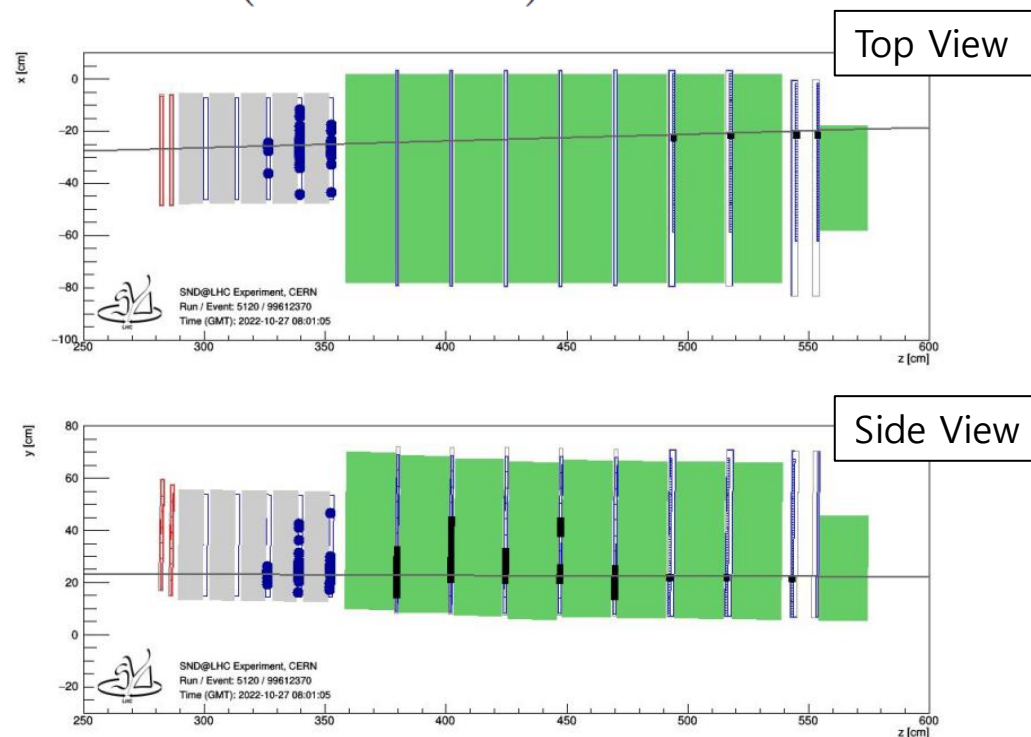 Top View
x [cm]
0
−20
−40
−60
−80
−100
SND@LHC Experiment, CERN
Run / Event: 5120 / 99612370
Time (GMT): 2022-10-27 08:01:05
LHC
250 300 350 400 450 500 550 600
z [cm]
Side View
y [cm]
80
60
40
20
0
−20
SND@LHC Experiment, CERN
Run / Event: 5120 / 99612370
Time (GMT): 2022-10-27 08:01:05
LHC
250 300 350 400 450 500 550 600
z [cm]